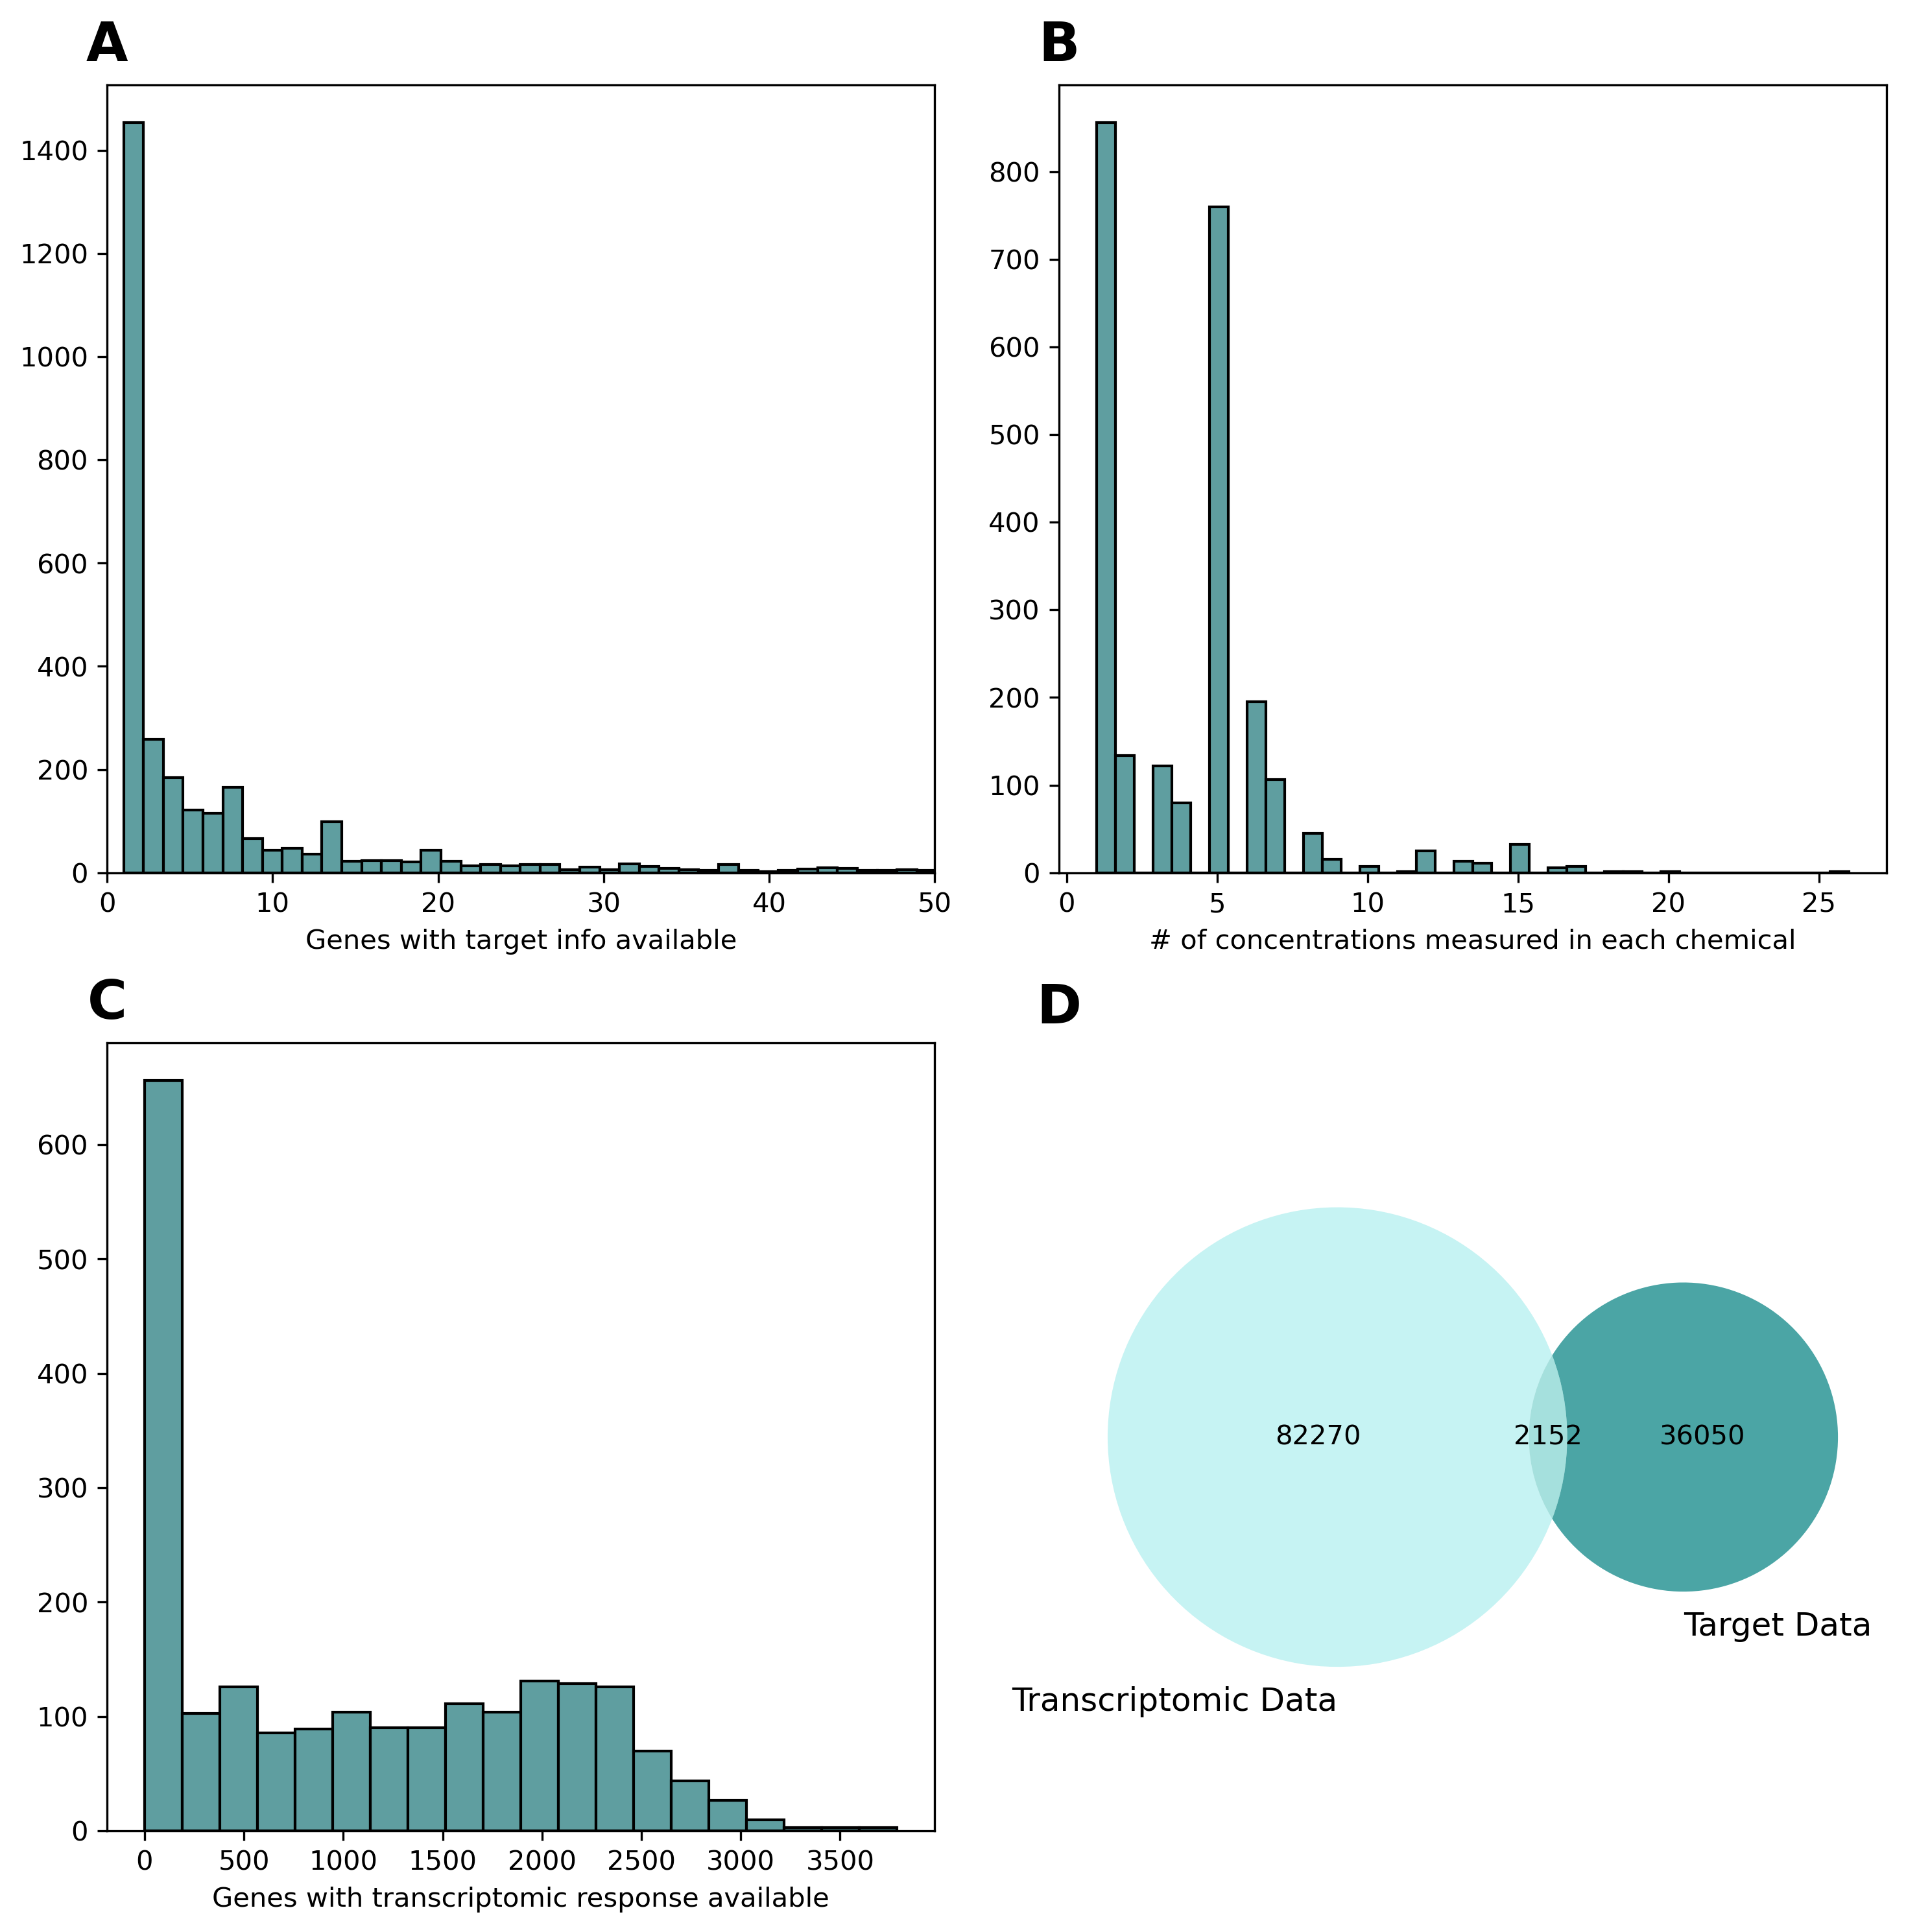 A
1400
1200
1000
800
600
400
200
0
0 10 20 30 40 50
Genes with target info available
B
800
700
600
500
400
300
200
100
0
0 5 10 15 20 25
# of concentrations measured in each chemical
C
600
500
400
300
200
100
0
0 500 1000 1500 2000 2500 3000 3500
Genes with transcriptomic response available
D
82270 2152 36050
Target Data
Transcriptomic Data